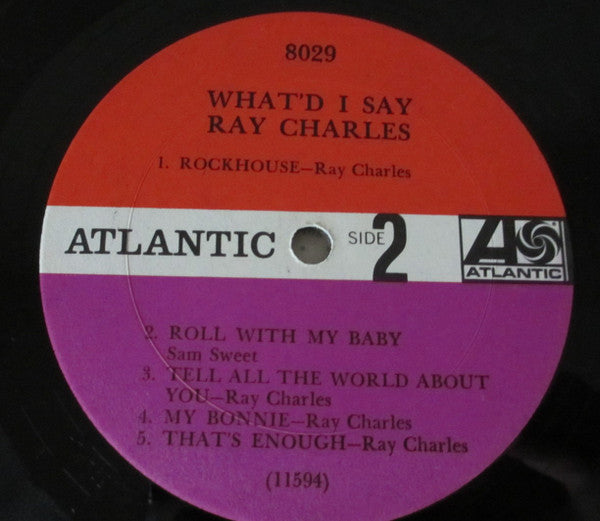 8029
WHAT'D I SAY
RAY CHARLES
1. ROCKHOUSE—Ray Charles
ATLANTIC
SIDE 2
ATLANTIC
2. ROLL WITH MY BABY
Sam Sweet
3. TELL ALL THE WORLD ABOUT
YOU—Ray Charles
4. MY BONNIE—Ray Charles
5. THAT'S ENOUGH—Ray Charles
(11594)